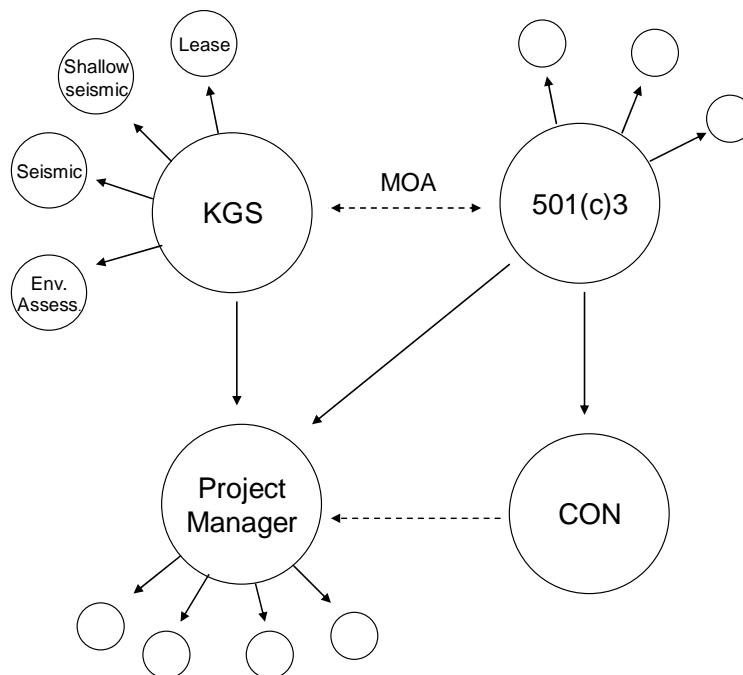 Lease
Shallow
seismic
Seismic
Env.
Assess.
KGS
MOA
501(c)3
Project
Manager
CON